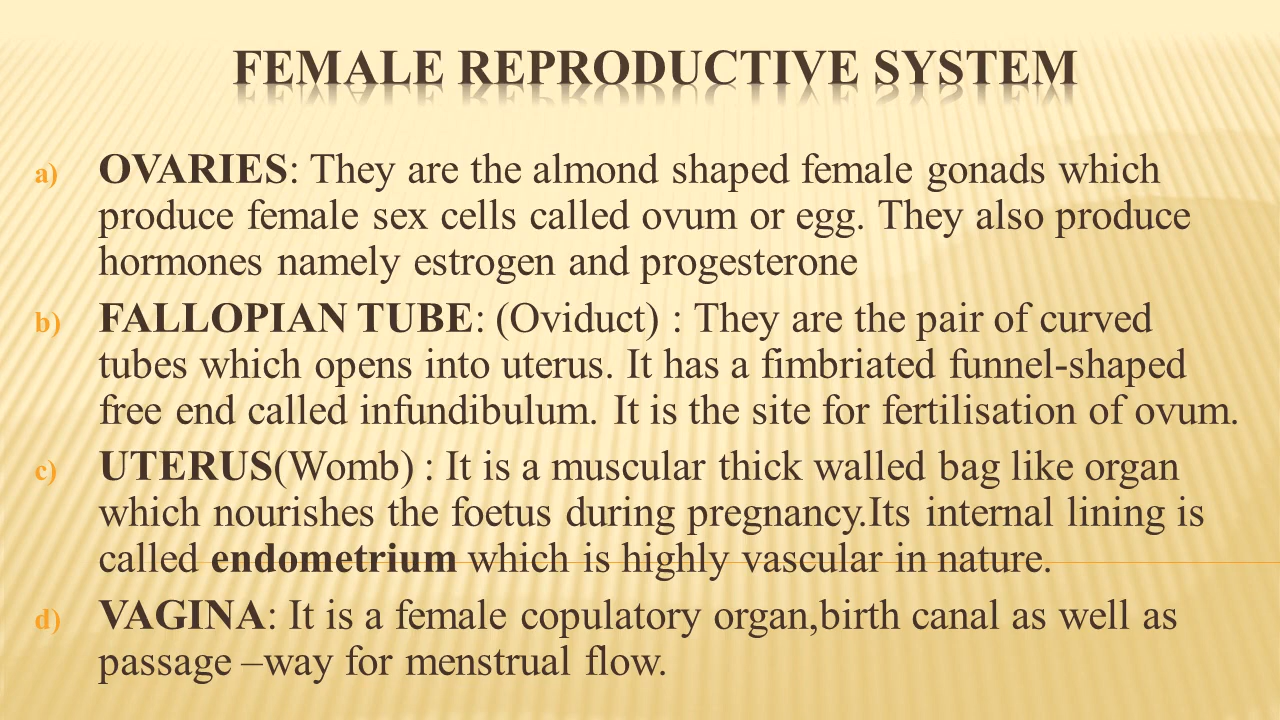 FEMALE REPRODUCTIVE SYSTEM
a) OVARIES: They are the almond shaped female gonads which
produce female sex cells called ovum or egg. They also produce
hormones namely estrogen and progesterone
b) FALLOPIAN TUBE: (Oviduct) : They are the pair of curved
tubes which opens into uterus. It has a fimbriated funnel-shaped
free end called infundibulum. It is the site for fertilisation of ovum.
c) UTERUS(Womb) : It is a muscular thick walled bag like organ
which nourishes the foetus during pregnancy.Its internal lining is
called endometrium which is highly vascular in nature.
d) VAGINA: It is a female copulatory organ,birth canal as well as
passage –way for menstrual flow.